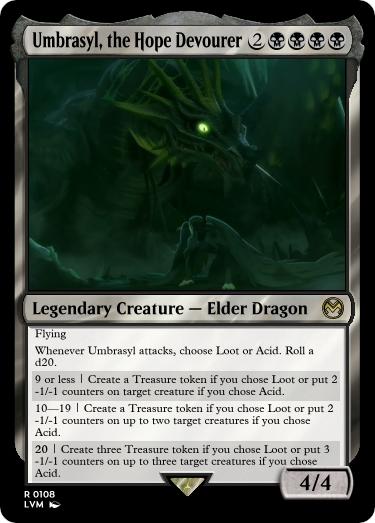 Umbrasyl, the Hope Devourer 2
Legendary Creature — Elder Dragon
Flying
Whenever Umbrasyl attacks, choose Loot or Acid. Roll a
d20.
9 or less | Create a Treasure token if you chose Loot or put 2
-1/-1 counters on target creature if you chose Acid.
10—19 | Create a Treasure token if you chose Loot or put 2
-1/-1 counters on up to two target creatures if you chose
Acid.
20 | Create three Treasure token if you chose Loot or put 3
-1/-1 counters on up to three target creatures if you chose
Acid.
4/4
R 0108
LVM